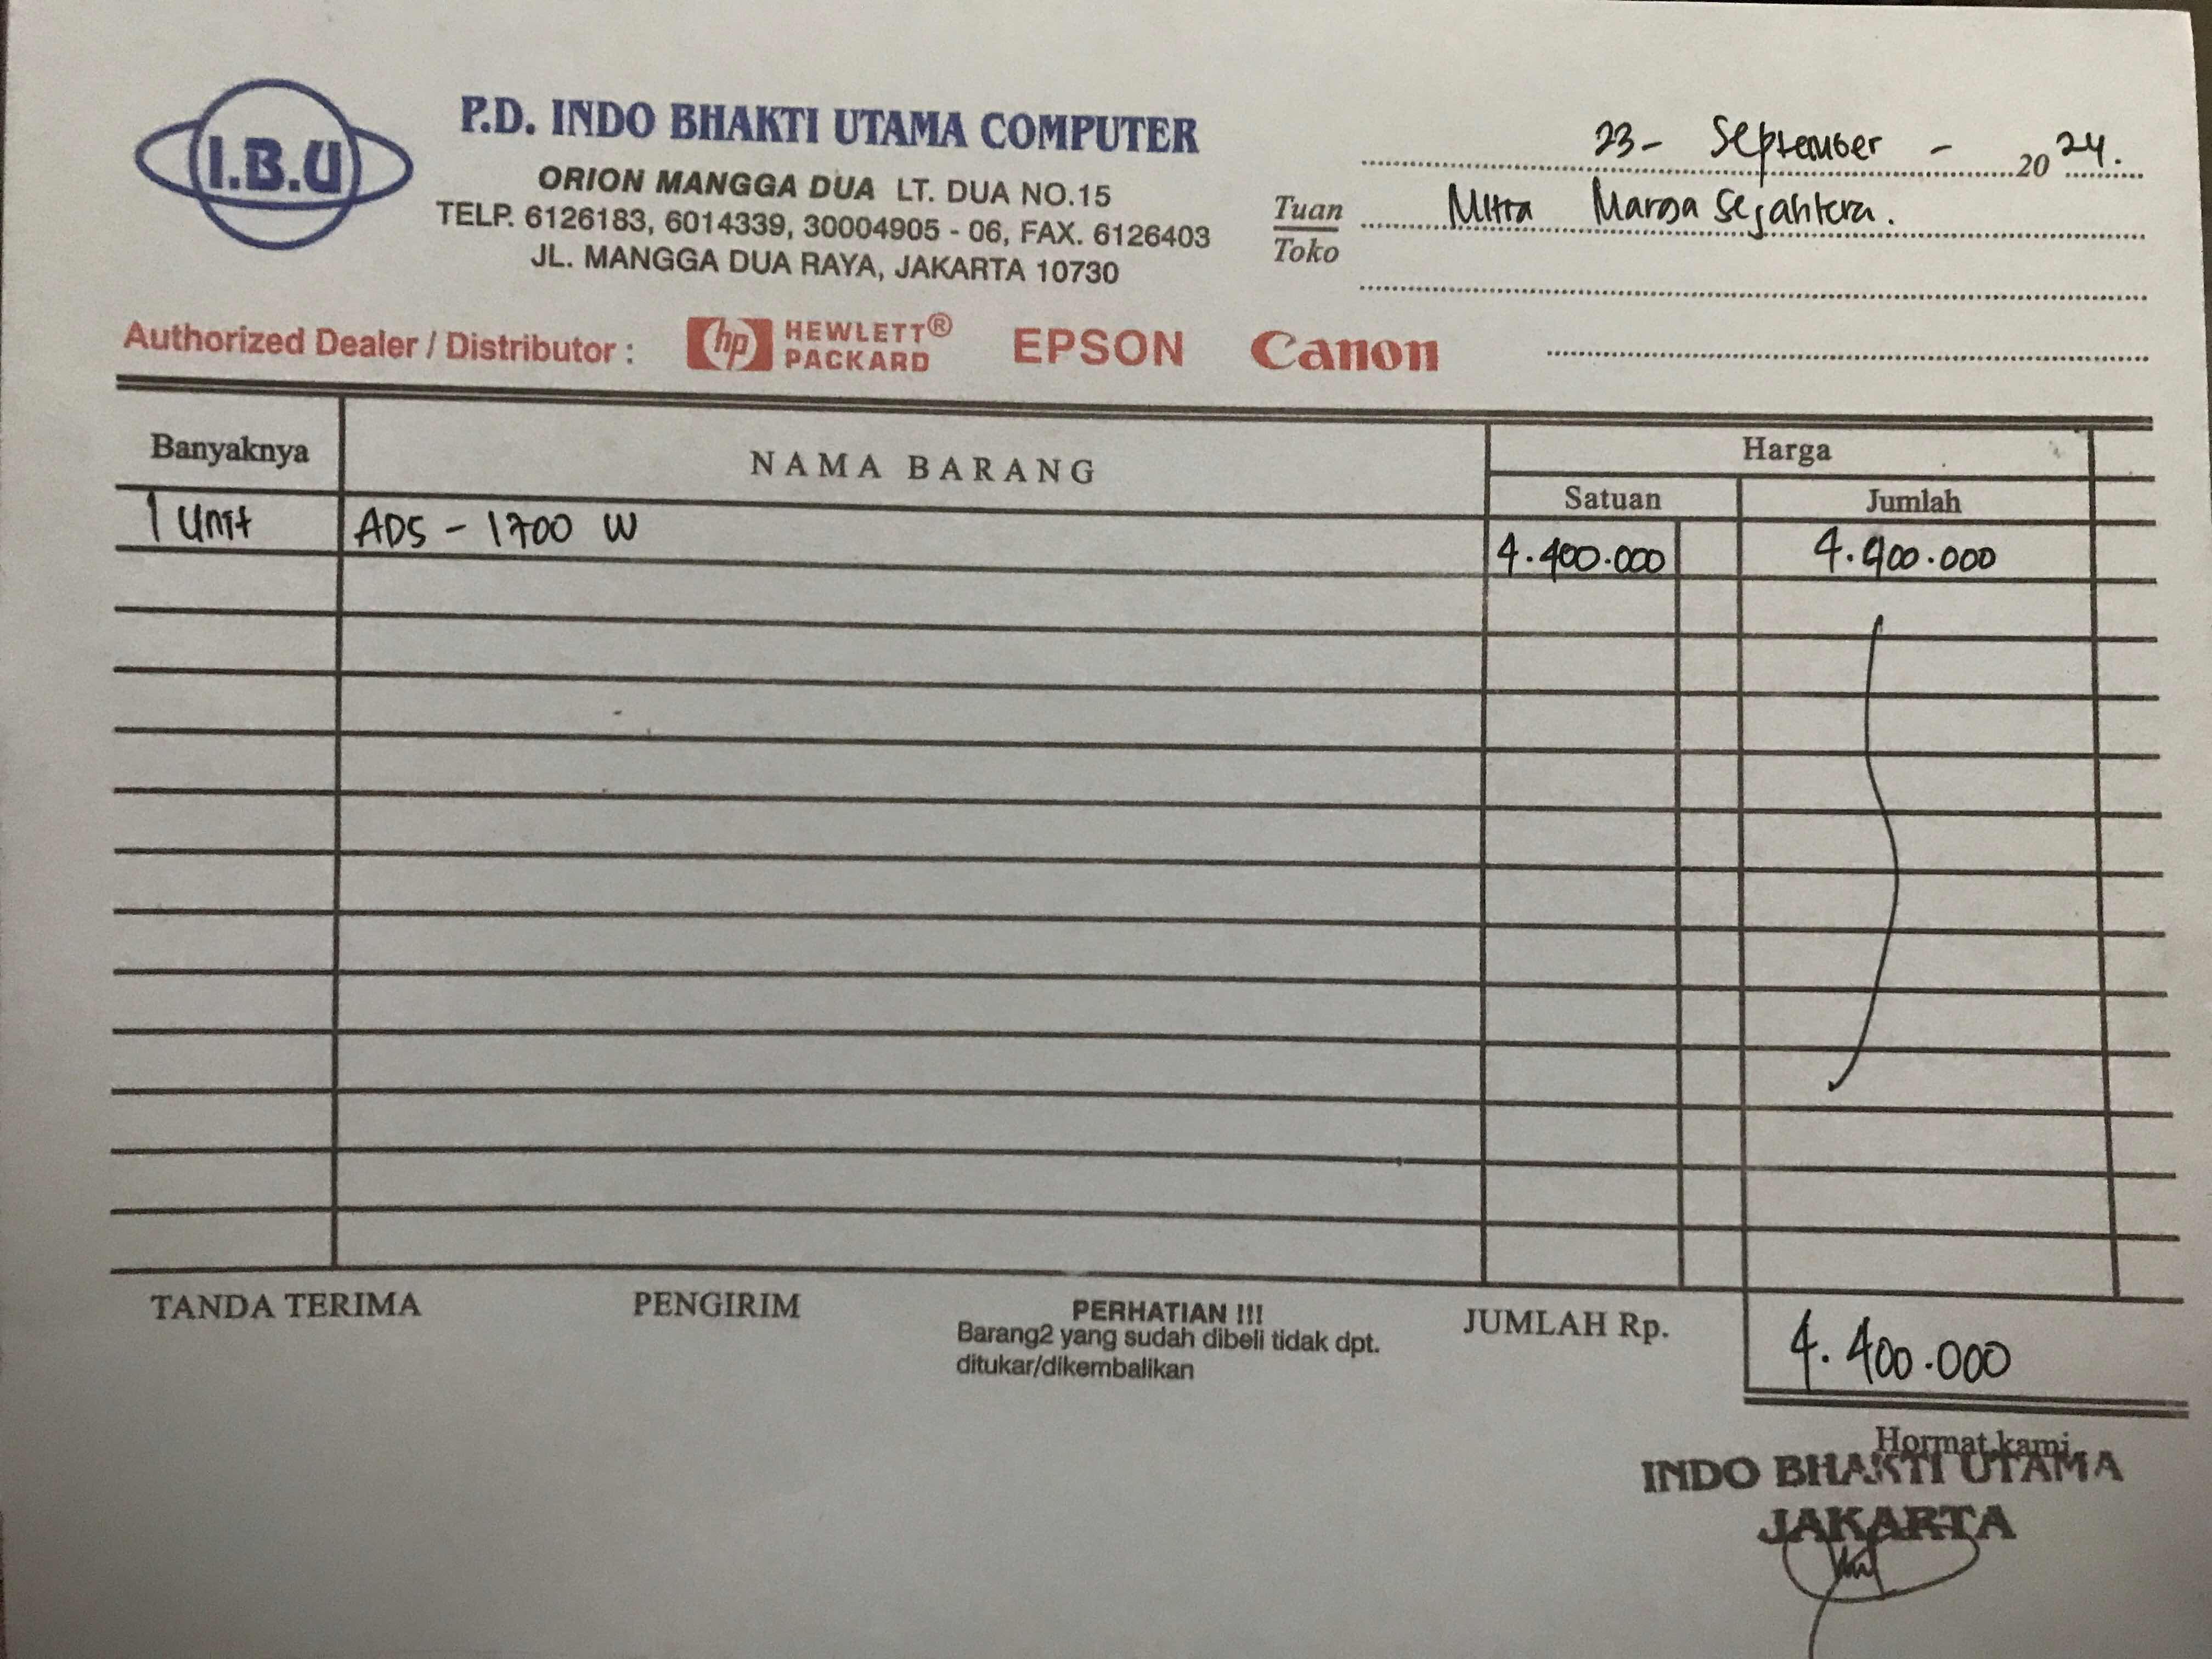 I.B.U
P.D. INDO BHAKTI UTAMA COMPUTER
ORION MANGGA DUA LT. DUA NO.15
TELP. 6126183, 6014339, 30004905 - 06, FAX. 6126403
JL. MANGGA DUA RAYA, JAKARTA 10730
23- September - 2024.
Tuan Mitra Marga Sejahtera.
Toko
Authorized Dealer / Distributor : hp HEWLETT® PACKARD EPSON Canon
Banyaknya NAMA BARANG Harga
Satuan Jumlah
1 Unit ADS - 1700 W 4.400.000 4.400.000
TANDA TERIMA PENGIRIM PERHATIAN !!! JUMLAH Rp. 4.400.000
Barang2 yang sudah dibeli tidak dpt.
ditukar/dikembalikan
Hormat kami
INDO BHAKTI UTAMA
JAKARTA